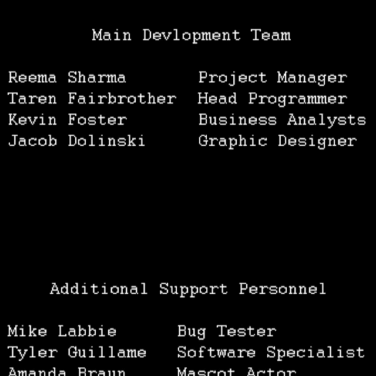 Main Devlopment Team
Reema Sharma Project Manager
Taren Fairbrother Head Programmer
Kevin Foster Business Analysts
Jacob Dolinski Graphic Designer
Additional Support Personnel
Mike Labbie Bug Tester
Tyler Guillame Software Specialist
Amanda Braun Mascot Actor